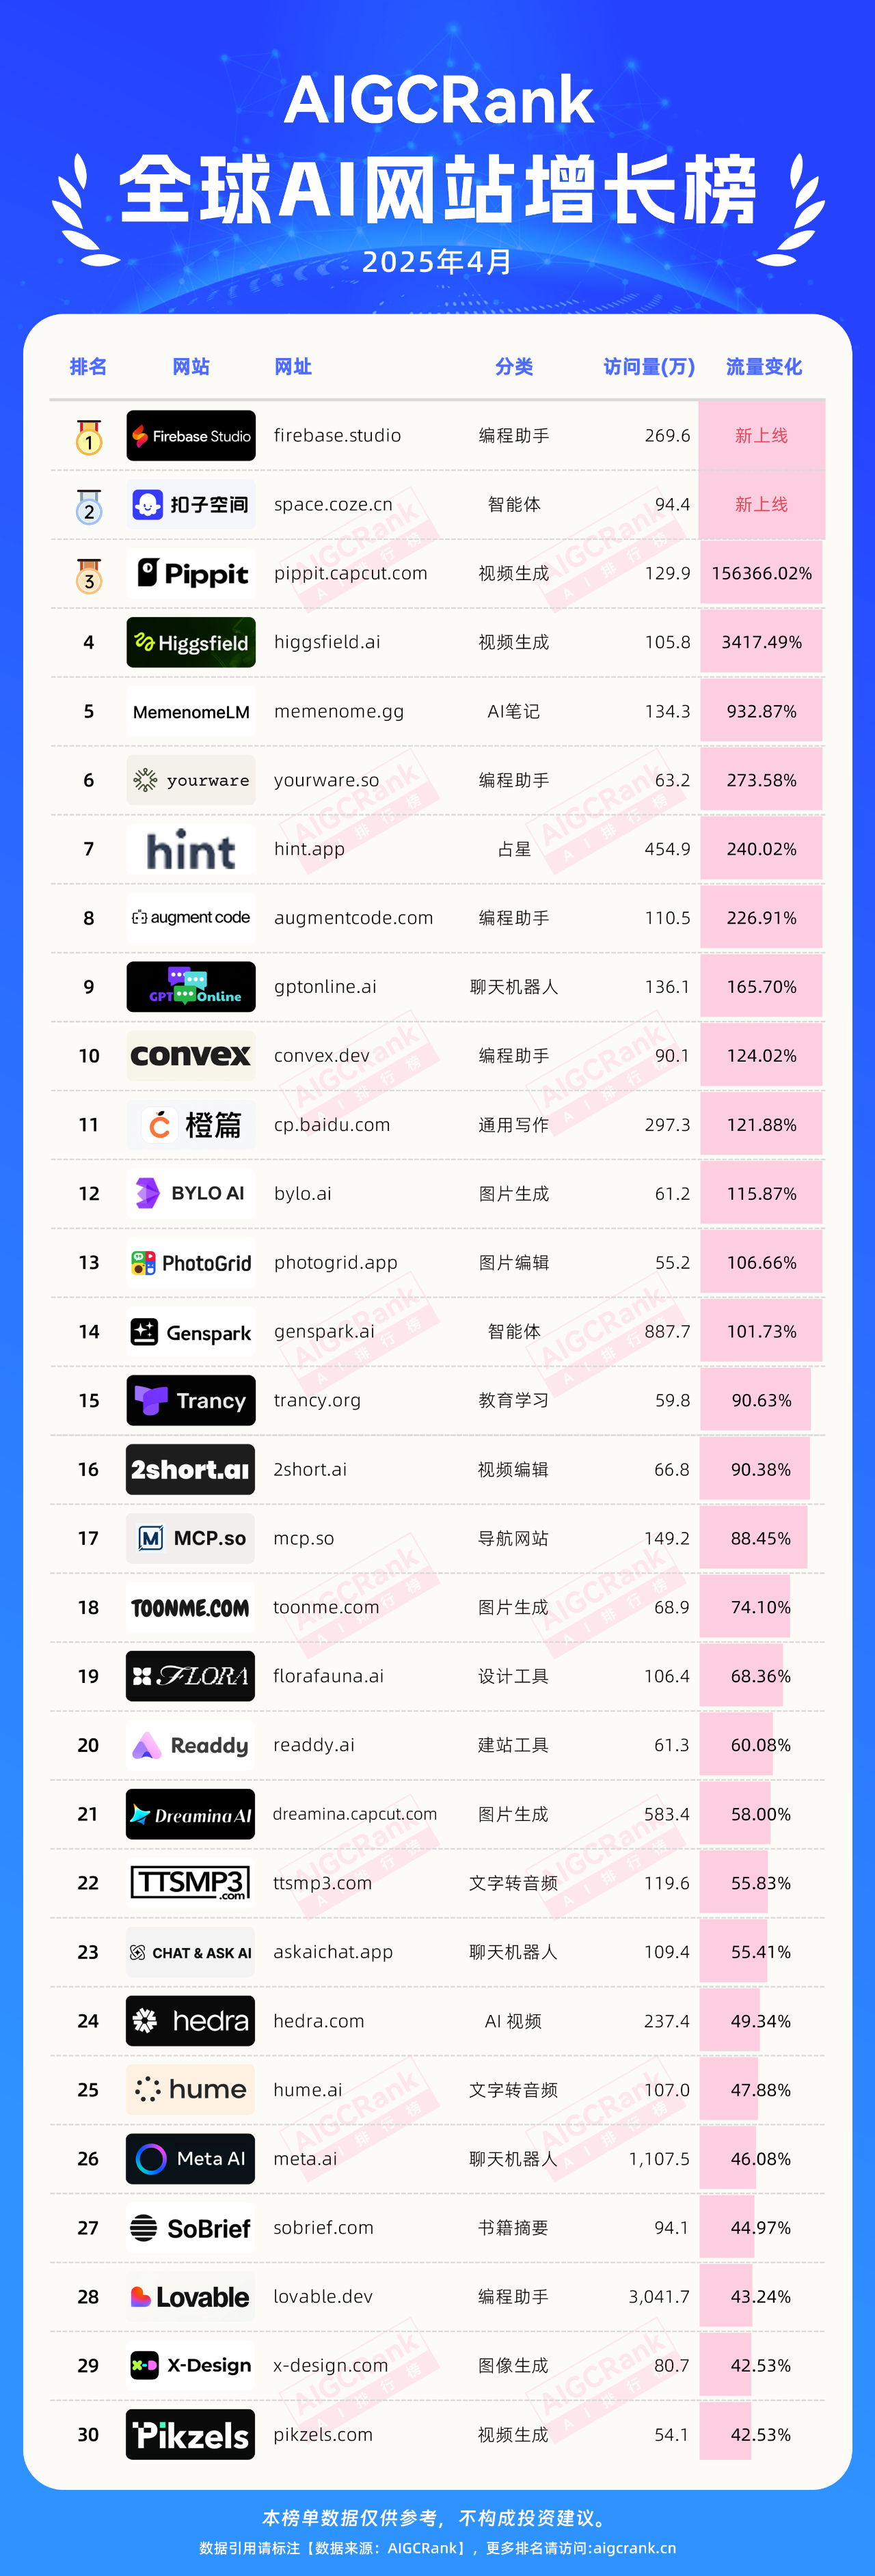 AIGCRank
全球AI网站增长榜
2025年4月
排名 网站 网址 分类 访问量(万) 流量变化
1 Firebase Studio firebase.studio 编程助手 269.6 新上线
2 扣子空间 space.coze.cn 智能体 94.4 新上线
3 Pippit pippit.capcut.com 视频生成 129.9 156366.02%
4 Higgsfield higgsfield.ai 视频生成 105.8 3417.49%
5 MemenomeLM memenome.gg AI笔记 134.3 932.87%
6 yourware yourware.so 编程助手 63.2 273.58%
7 hint hint.app 占星 454.9 240.02%
8 augment code augmentcode.com 编程助手 110.5 226.91%
9 GPT Online gptonline.ai 聊天机器人 136.1 165.70%
10 convex convex.dev 编程助手 90.1 124.02%
11 橙篇 cp.baidu.com 通用写作 297.3 121.88%
12 BYLO AI bylo.ai 图片生成 61.2 115.87%
13 PhotoGrid photogrid.app 图片编辑 55.2 106.66%
14 Genspark genspark.ai 智能体 887.7 101.73%
15 Trancy trancy.org 教育学习 59.8 90.63%
16 2short.ai 2short.ai 视频编辑 66.8 90.38%
17 M MCP.so mcp.so 导航网站 149.2 88.45%
18 TOONME.COM toonme.com 图片生成 68.9 74.10%
19 FLORA florafauna.ai 设计工具 106.4 68.36%
20 Readdy readdy.ai 建站工具 61.3 60.08%
21 Dreamina AI dreamina.capcut.com 图片生成 583.4 58.00%
22 TTSMP3.com ttsmp3.com 文字转音频 119.6 55.83%
23 CHAT & ASK AI askaichat.app 聊天机器人 109.4 55.41%
24 hedra hedra.com AI 视频 237.4 49.34%
25 hume hume.ai 文字转音频 107.0 47.88%
26 Meta AI meta.ai 聊天机器人 1,107.5 46.08%
27 SoBrief sobrief.com 书籍摘要 94.1 44.97%
28 Lovable lovable.dev 编程助手 3,041.7 43.24%
29 X-D X-Design x-design.com 图像生成 80.7 42.53%
30 Pikzels pikzels.com 视频生成 54.1 42.53%
AIGCRank
AI排行榜
本榜单数据仅供参考，不构成投资建议。
数据引用请标注【数据来源：AIGCRank】，更多排名请访问:aigcrank.cn